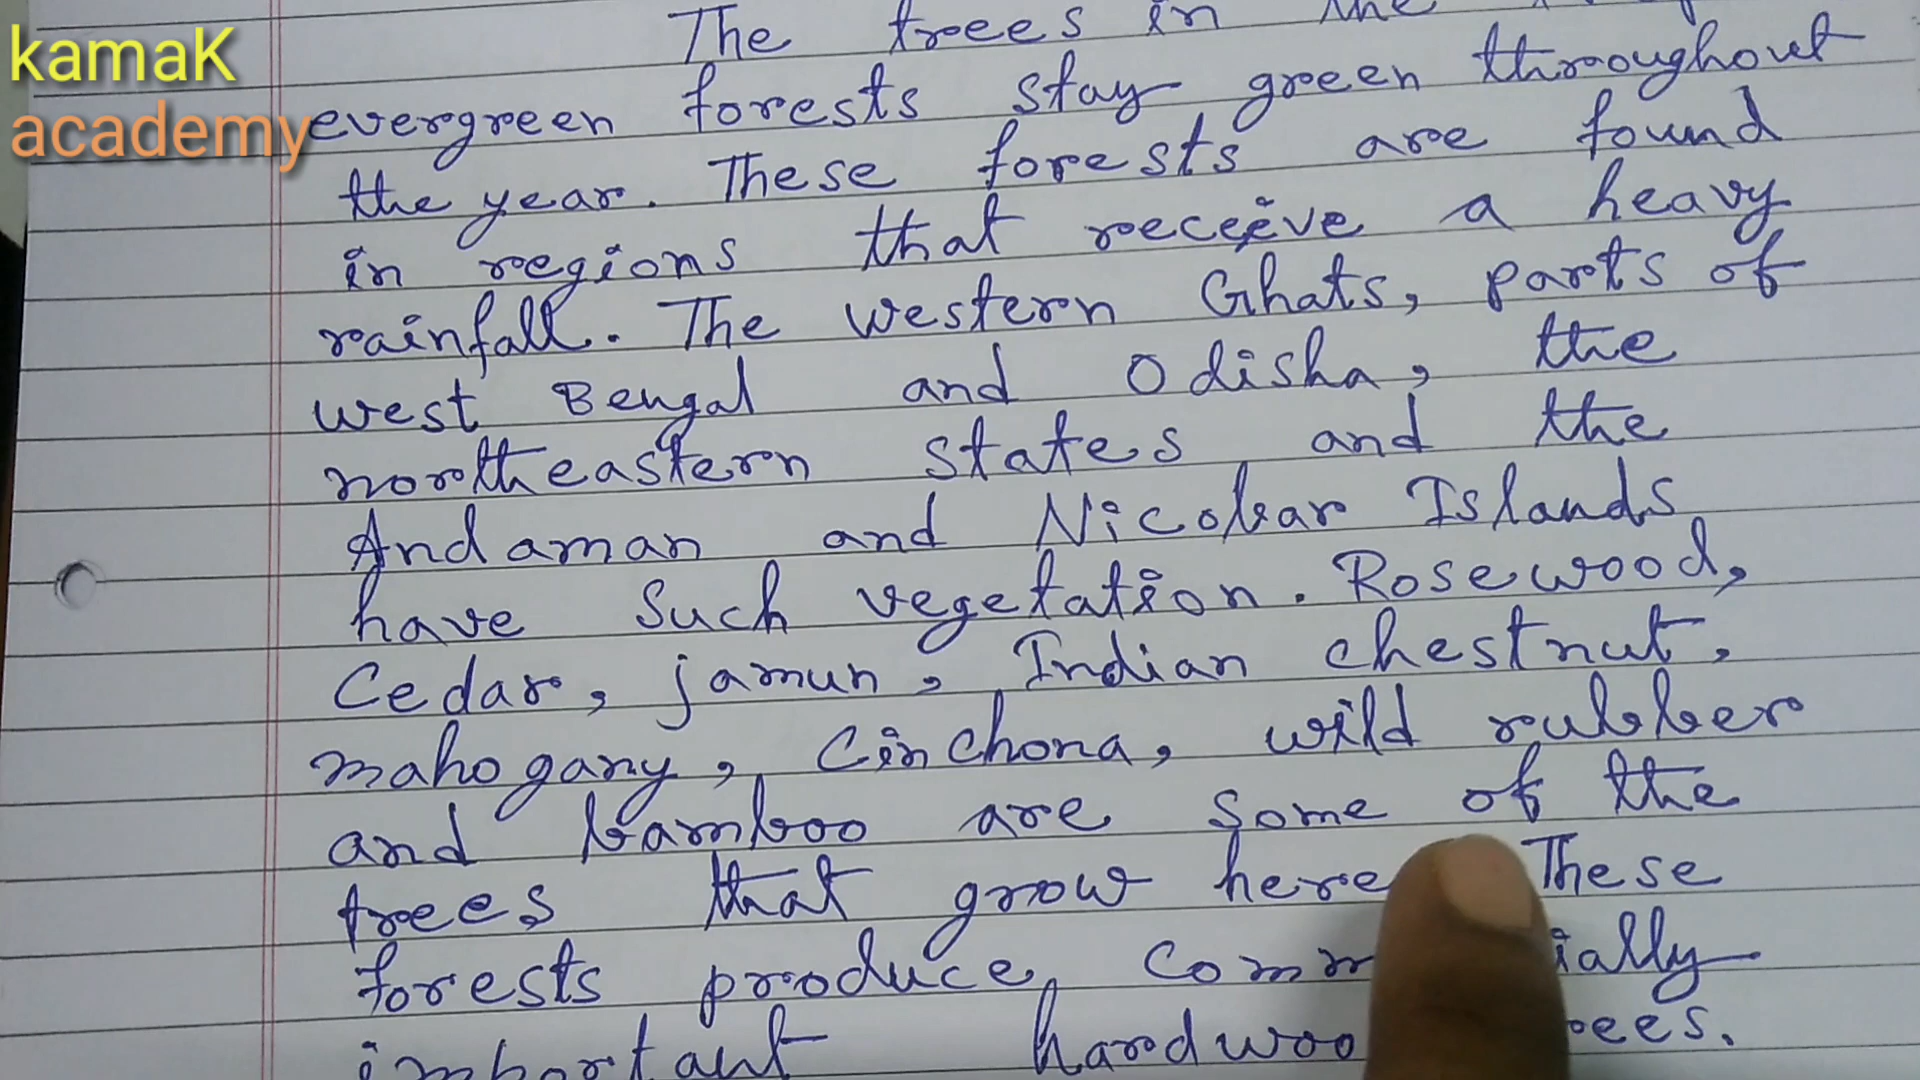 kamaK
academy
The trees in the
evergreen forests stay green throughout
the year. These forests are found
in regions that receive a heavy
rainfall. The western Ghats, parts of
west Bengal and Odisha, the
northeastern states and the
Andaman and Nicobar Islands
have such vegetation. Rosewood,
Cedar, jamun, Indian chestnut,
mahogany, Cinchona, wild rubber
and bamboo are some of the
trees that grow here These
forests produce
important